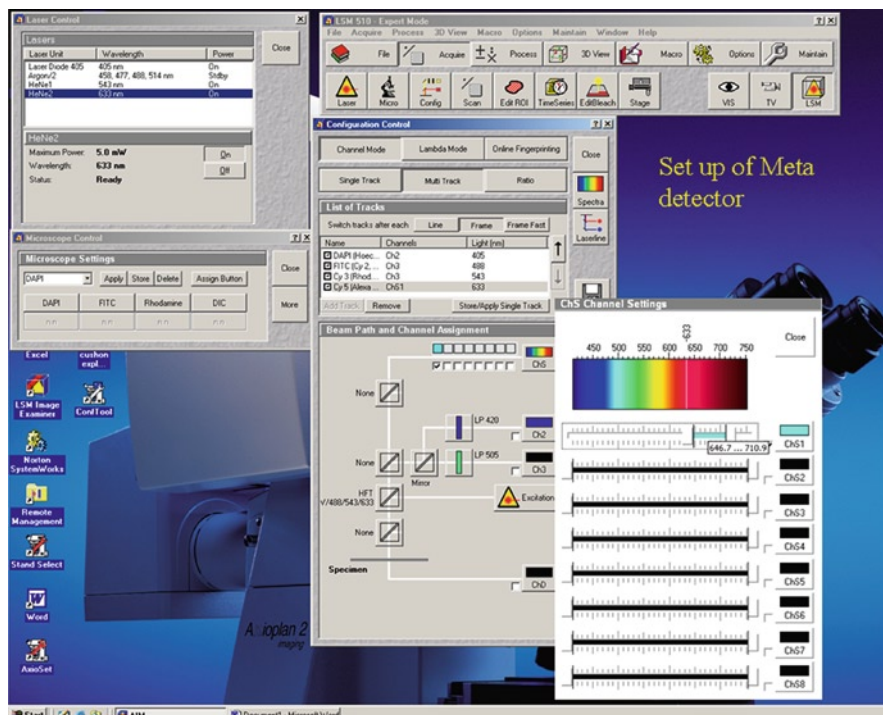 Laser Control
Lasers
Laser Unit Wavelength Power
Laser Diode 405 405 nm On
Argon/2 458, 477, 488, 514 nm Stdby
HeNe1 543 nm On
HeNe2 633 nm On
Close
HeNe2
Maximum Power: 5.0 mW
Wavelength: 633 nm
Status: Ready
On
Off
LSM 510 - Expert Mode
File Acquire Process 3D View Macro Options Maintain Window Help
File Acquire Process 3D View Macro Options Maintain
Laser Micro Config Scan Edit ROI TimeSeries EditBleach Stage VIS TV LSM
Configuration Control
Channel Mode Lambda Mode Online Fingerprinting
Close
Single Track Multi Track Ratio
Spectra
List of Tracks
Switch tracks after each Line Frame Frame Fast
Laserline
Name Channels Light [nm]
DAPI (Hoec... Ch2 405
FITC (Cy 2, ... Ch3 488
Cy 3 (Rhod... Ch3 543
Cy 5 (Alexa ... ChS1 633
Add Track Remove Store/Apply Single Track
Beam Path and Channel Assignment
ChS
None
LP 420
Ch2
None
Mirror
LP 505
Ch3
HFT
/488/543/633
Excitation
None
Specimen
ChD
Set up of Meta
detector
Microscope Control
Microscope Settings
DAPI Apply Store Delete Assign Button
Close
DAPI FITC Rhodamine DIC
n.n n.n n.n n.n
More
ChS Channel Settings
Close
633
450 500 550 600 650 700 750
646.7 ... 710.9
ChS1
ChS2
ChS3
ChS4
ChS5
ChS6
ChS7
ChS8
Excel
cushon
expl...
LSM Image
Examiner
ConfTool
Norton
SystemWorks
Remote
Management
Stand Select
Word
AxioSet
Axioplan 2
imaging
Start
AIM
Document1 - Microsoft Word